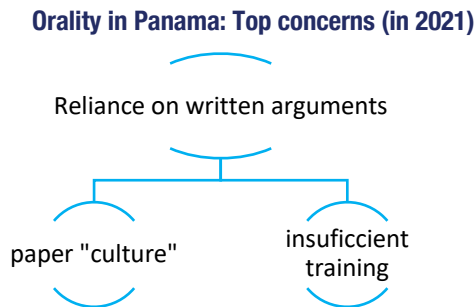 Orality in Panama: Top concerns (in 2021)
Reliance on written arguments
paper "culture"
insuficcient
training